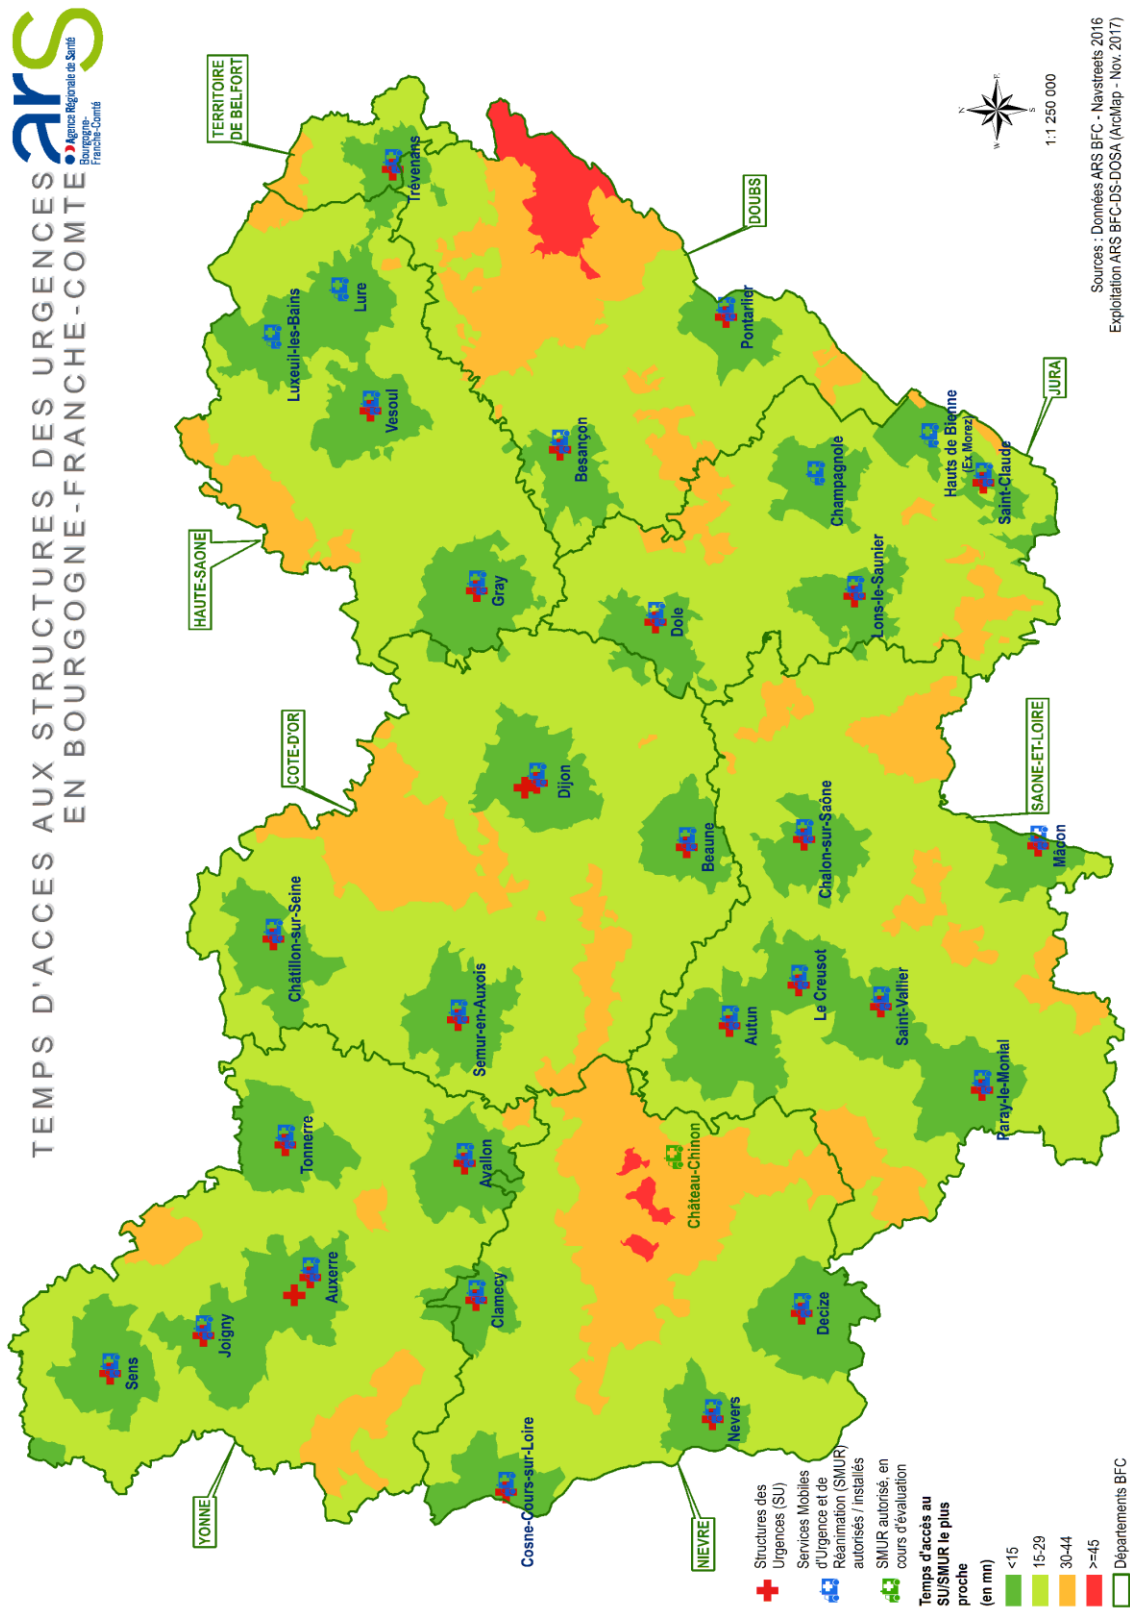 TEMPS D'ACCES AUX STRUCTURES DES URGENCES
EN BOURGOGNE-FRANCHE-COMTE
ars
Agence Régionale de Santé
Bourgogne-
Franche-Comté
YONNE
COTE-D'OR
HAUTE-SAONE
TERRITOIRE
DE BELFORT
Sens
Joigny
Auxerre
Tonnerre
Avallon
Châtillon-sur-Seine
Semur-en-Auxois
Dijon
Beaune
Gray
Vesoul
Luxeuil-les-Bains
Lure
Trévenans
Cosne-Cours-sur-Loire
Clamecy
Nevers
Decize
Château-Chinon
Autun
Le Creusot
Saint-Vallier
Paray-le-Monial
Chalon-sur-Saône
Mâcon
Dole
Besançon
Pontarlier
Lons-le-Saunier
Champagnole
Hauts de Bienne
(Ex Morez)
Saint-Claude
NIEVRE
SAONE-ET-LOIRE
JURA
DOUBS
Structures des
Urgences (SU)
Services Mobiles
d'Urgence et de
Réanimation (SMUR)
autorisés / installés
SMUR autorisé, en
cours d'évaluation
Temps d'accès au
SU/SMUR le plus
proche
(en mn)
<15
15-29
30-44
>=45
Départements BFC
N
W
E
S
1:1 250 000
Sources : Données ARS BFC - Navstreets 2016
Exploitation ARS BFC-DS-DOSA (ArcMap - Nov. 2017)